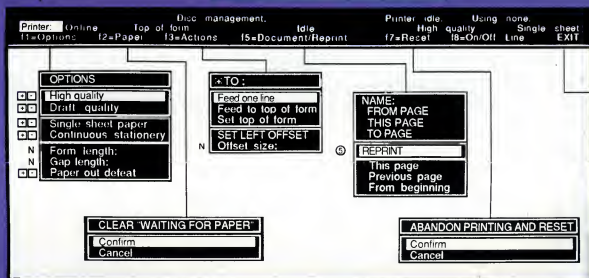 Disc management. Printer idle. Using none.
Printer: Online Top of form Idle High quality Single sheet
f1=Options f2=Paper f3=Actions f5=Document/Reprint f7=Reset f8=On/Off Line EXIT
OPTIONS
+ - High quality
+ - Draft quality
+ - Single sheet paper
+ - Continuous stationery
N Form length:
N Gap length:
+ - Paper out defeat
+TO :
Feed one line
Feed to top of form
Set top of form
SET LEFT OFFSET
N Offset size:
NAME:
FROM PAGE
THIS PAGE
TO PAGE
⑤ REPRINT
This page
Previous page
From beginning
CLEAR "WAITING FOR PAPER"
Confirm
Cancel
ABANDON PRINTING AND RESET
Confirm
Cancel